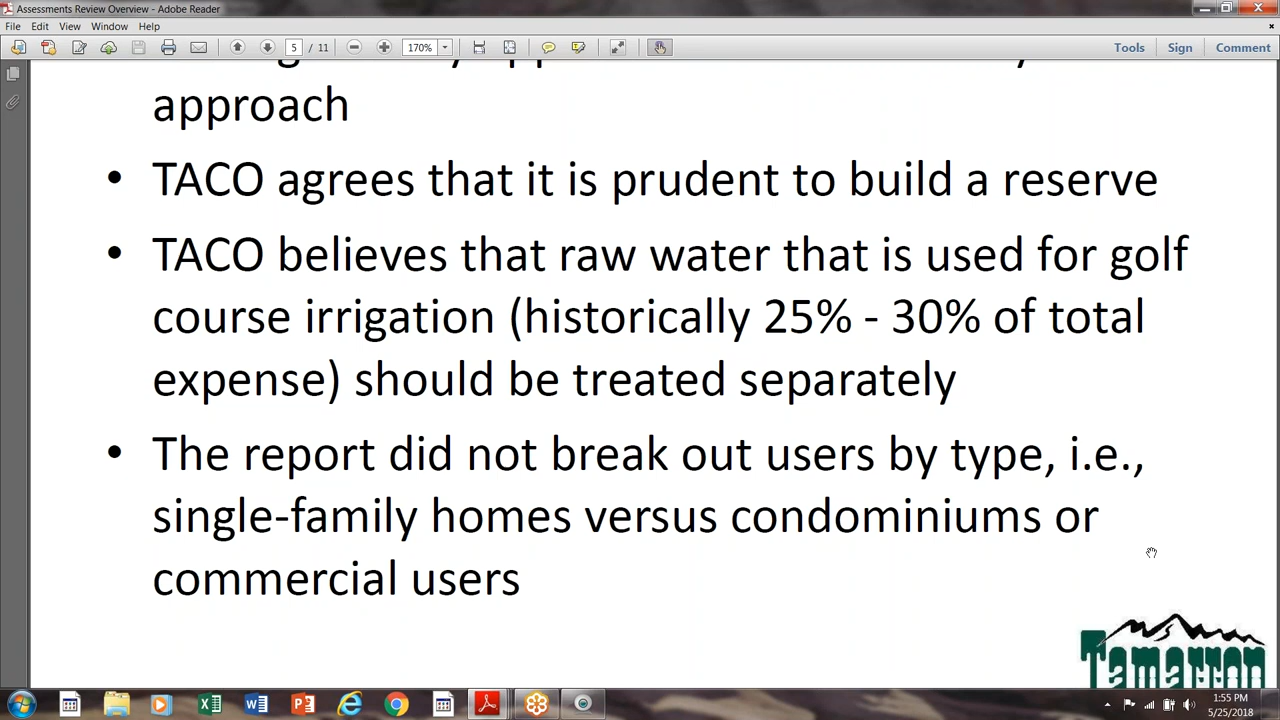 Assessments Review Overview - Adobe Reader
File Edit View Window Help
5 / 11 170% Tools Sign Comment
approach
• TACO agrees that it is prudent to build a reserve
• TACO believes that raw water that is used for golf
course irrigation (historically 25% - 30% of total
expense) should be treated separately
• The report did not break out users by type, i.e.,
single-family homes versus condominiums or
commercial users
Tamarron
1:55 PM
5/25/2018